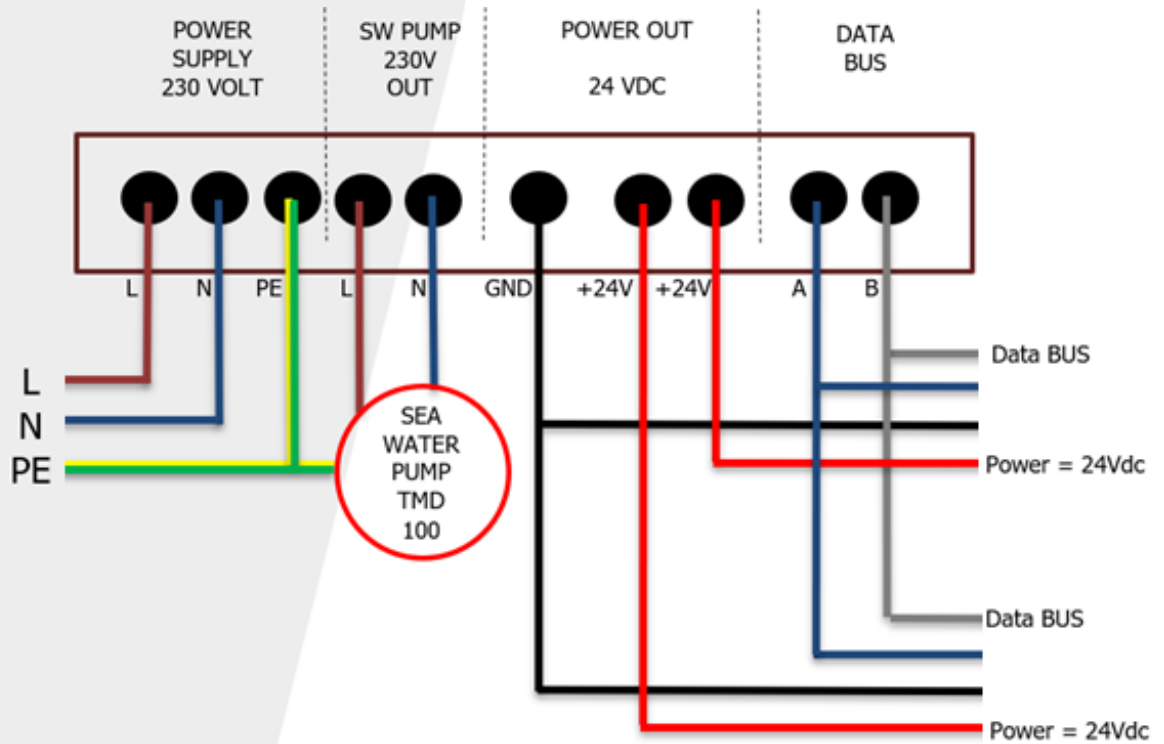 POWER
SUPPLY
230 VOLT
SW PUMP
230V
OUT
POWER OUT
24 VDC
DATA
BUS
L
N
PE
L
N
GND
+24V
+24V
A
B
L
N
PE
SEA
WATER
PUMP
TMD
100
Data BUS
Power = 24Vdc
Data BUS
Power = 24Vdc